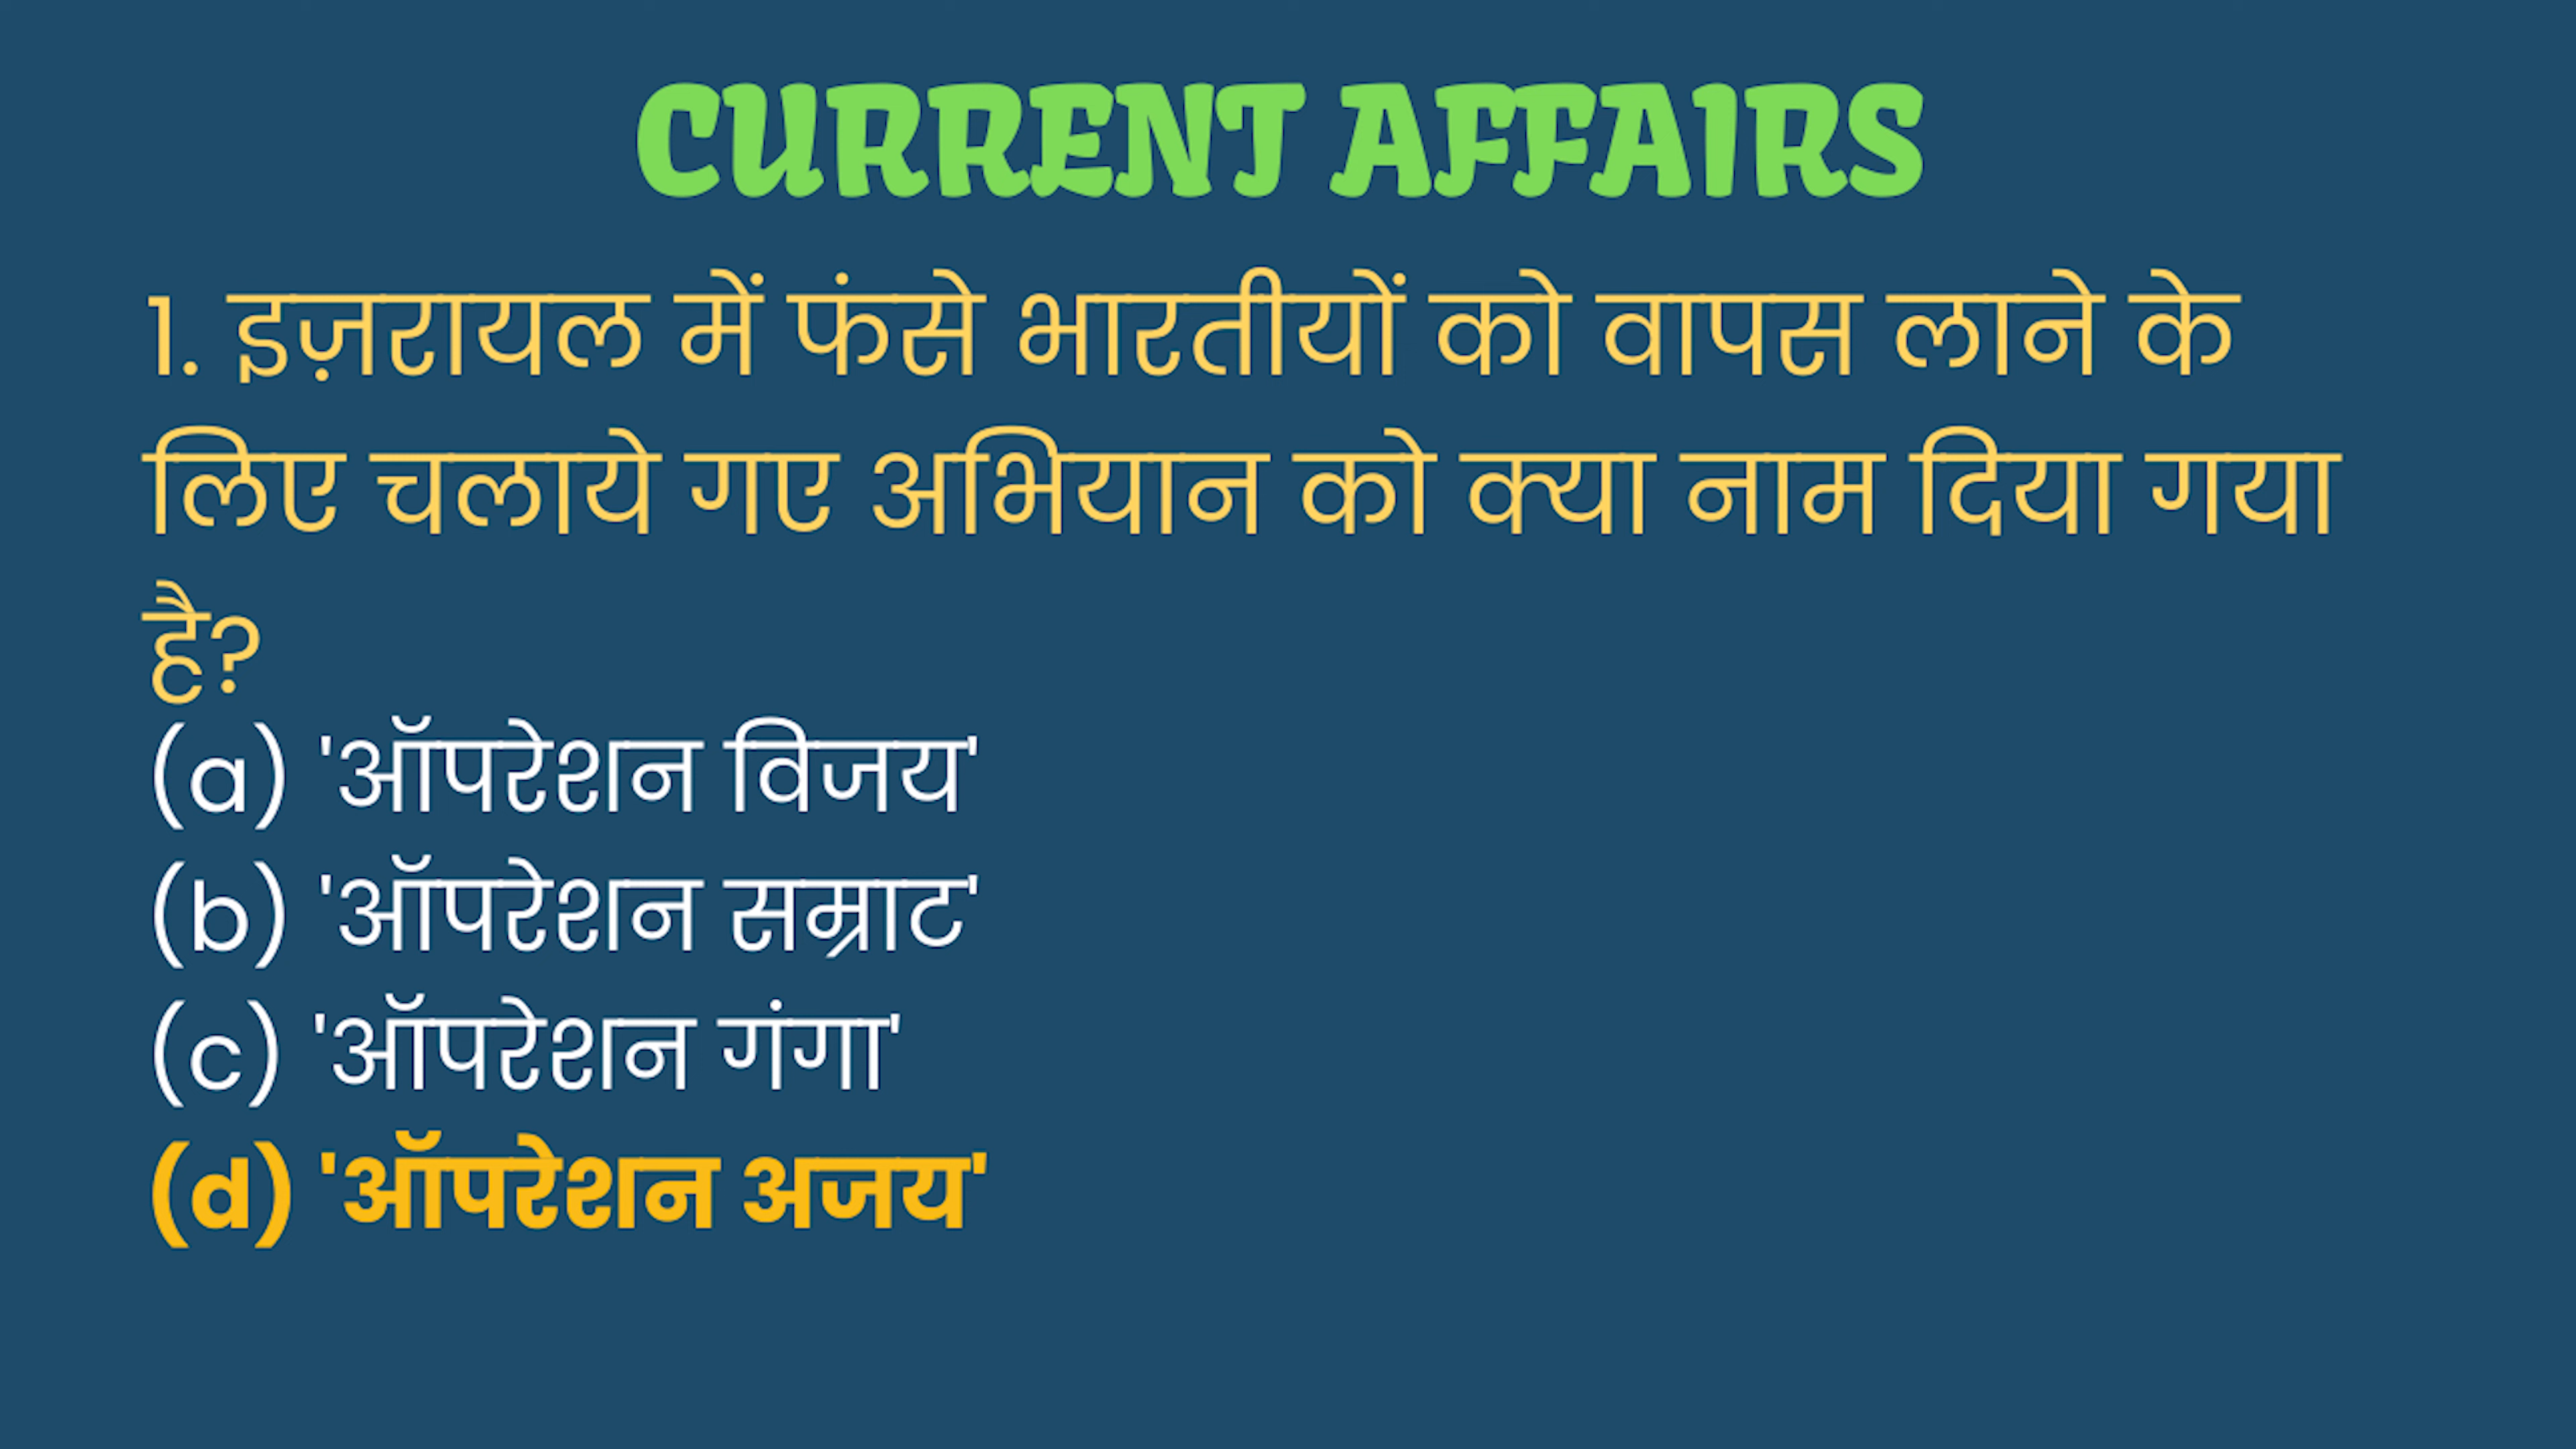 CURRENT AFFAIRS
1. इज़रायल में फंसे भारतीयों को वापस लाने के
लिए चलाये गए अभियान को क्या नाम दिया गया
है?
(a) 'ऑपरेशन विजय'
(b) 'ऑपरेशन सम्राट'
(c) 'ऑपरेशन गंगा'
(d) 'ऑपरेशन अजय'